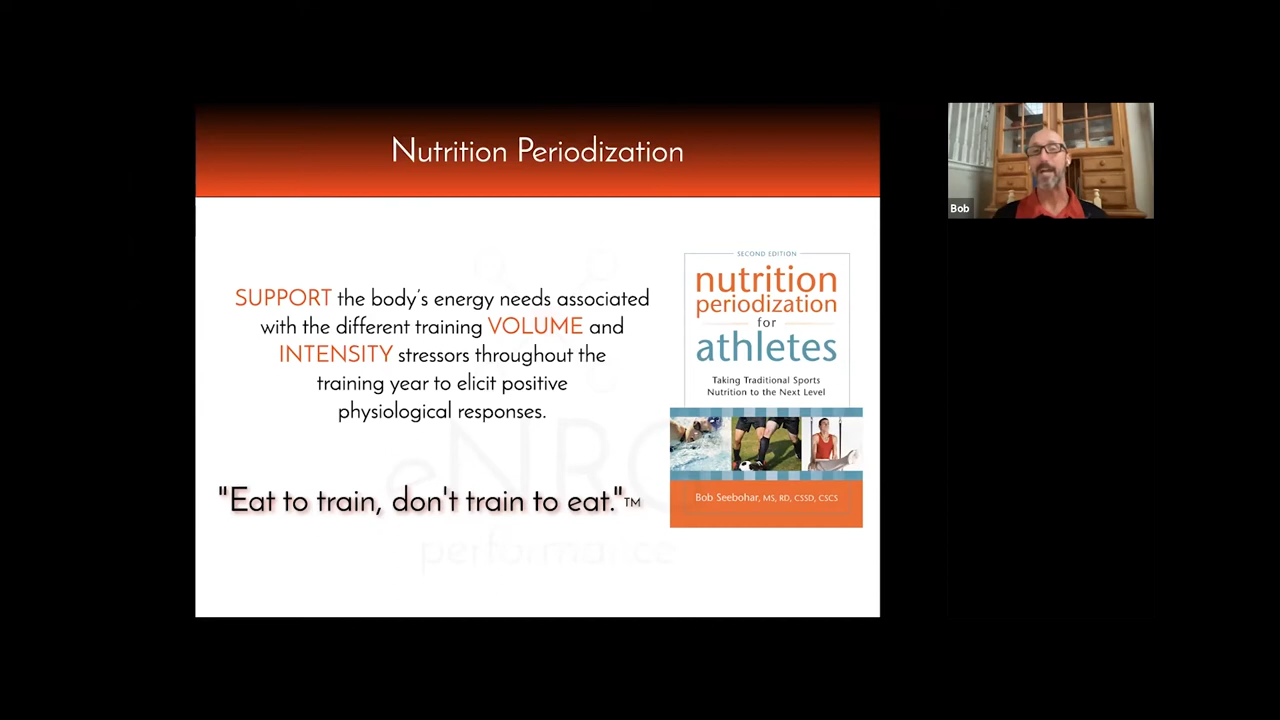 Nutrition Periodization
SUPPORT the body's energy needs associated
with the different training VOLUME and
INTENSITY stressors throughout the
training year to elicit positive
physiological responses.
"Eat to train, don't train to eat."TM
SECOND EDITION
nutrition
periodization
for
athletes
Taking Traditional Sports
Nutrition to the Next Level
Bob Seebohar, MS, RD, CSSD, CSCS
eNRG
performance
Bob